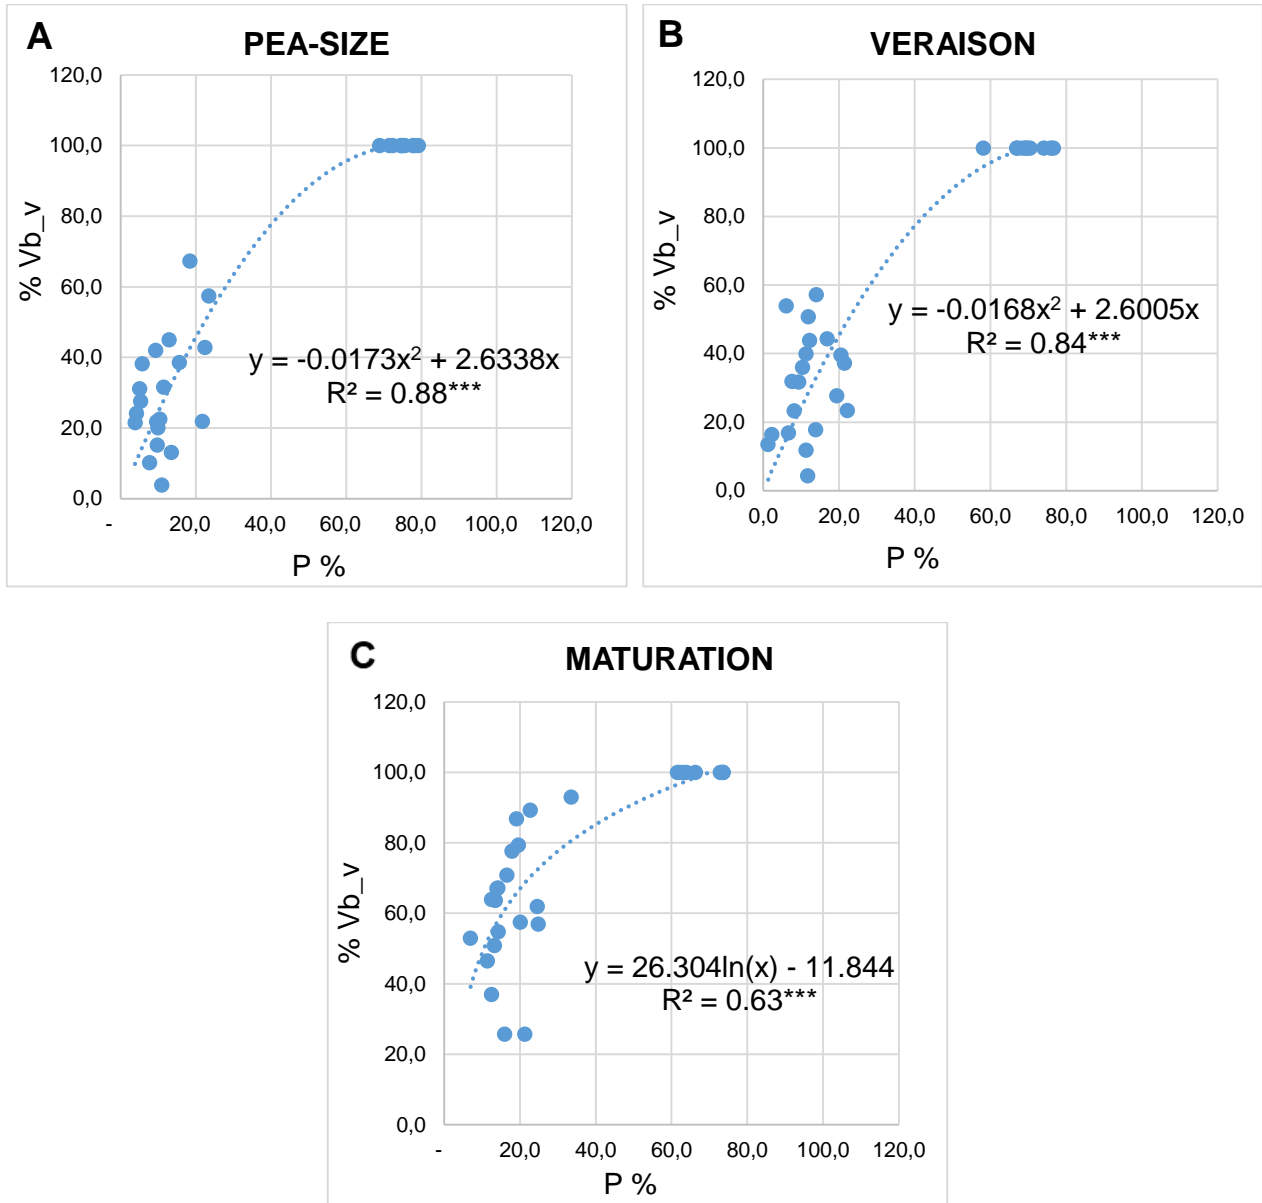 A
PEA-SIZE
120,0
100,0
80,0
60,0
40,0
20,0
0,0
% Vb_v
y = -0.0173x² + 2.6338x
R² = 0.88***
- 20,0 40,0 60,0 80,0 100,0 120,0
P %
B
VERAISON
120,0
100,0
80,0
60,0
40,0
20,0
0,0
% Vb_v
y = -0.0168x² + 2.6005x
R² = 0.84***
0,0 20,0 40,0 60,0 80,0 100,0 120,0
P %
C
MATURATION
120,0
100,0
80,0
60,0
40,0
20,0
0,0
% Vb_v
y = 26.304ln(x) - 11.844
R² = 0.63***
- 20,0 40,0 60,0 80,0 100,0 120,0
P %